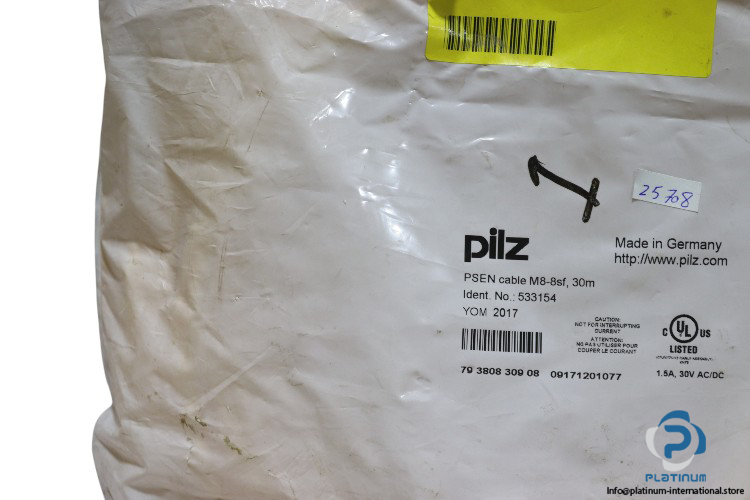 25708
pilz
Made in Germany
http://www.pilz.com
PSEN cable M8-8sf, 30m
Ident. No.: 533154
YOM 2017
CAUTION:
NOT FOR INTERRUPTING
CURRENT
ATTENTION:
NE PAS UTILISER POUR
COUPER LE COURANT
C UL US
LISTED
79 3808 309 08 09171201077
1.5A, 30V AC/DC
PLATINUM
Info@platinum-international.store